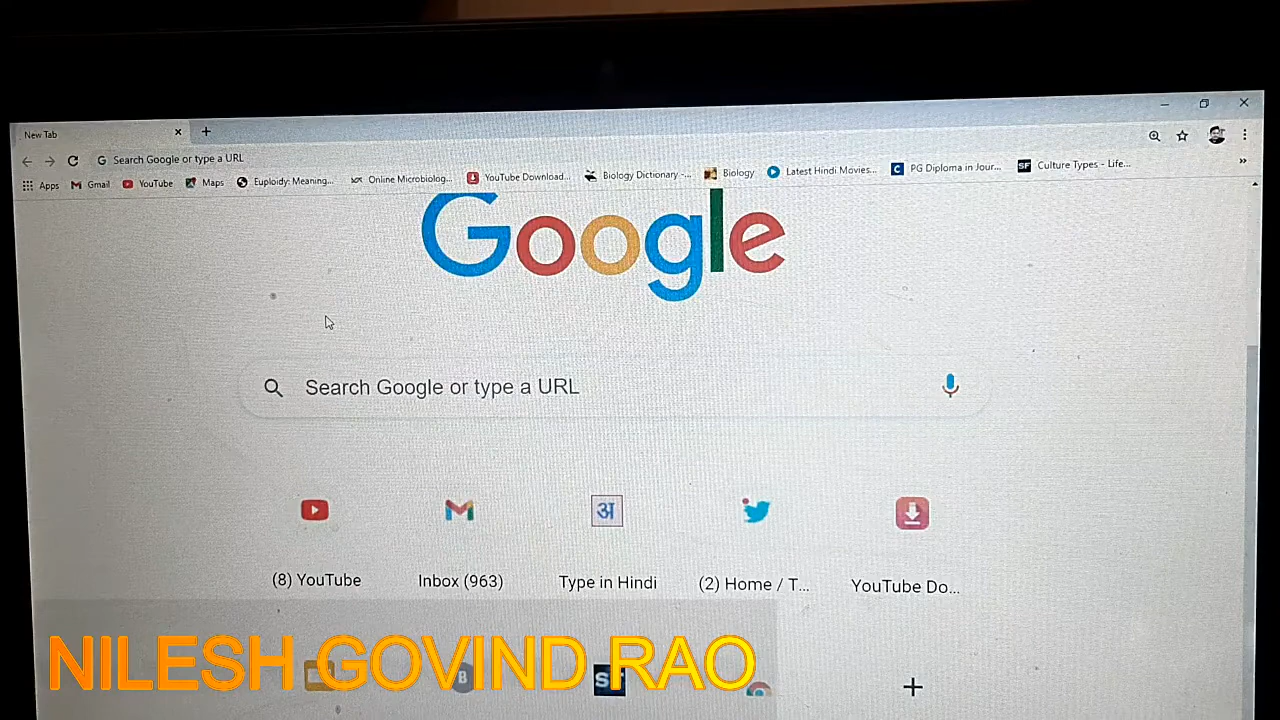 New Tab
Search Google or type a URL
Apps Gmail YouTube Maps Euploidy: Meaning,... Online Microbiolog... YouTube Download... Biology Dictionary -... Biology Latest Hindi Movies... PG Diploma in Jour... SF Culture Types - Life...
Google
Search Google or type a URL
अ
(8) YouTube Inbox (963) Type in Hindi (2) Home / T... YouTube Do...
NILESH GOVIND RAO